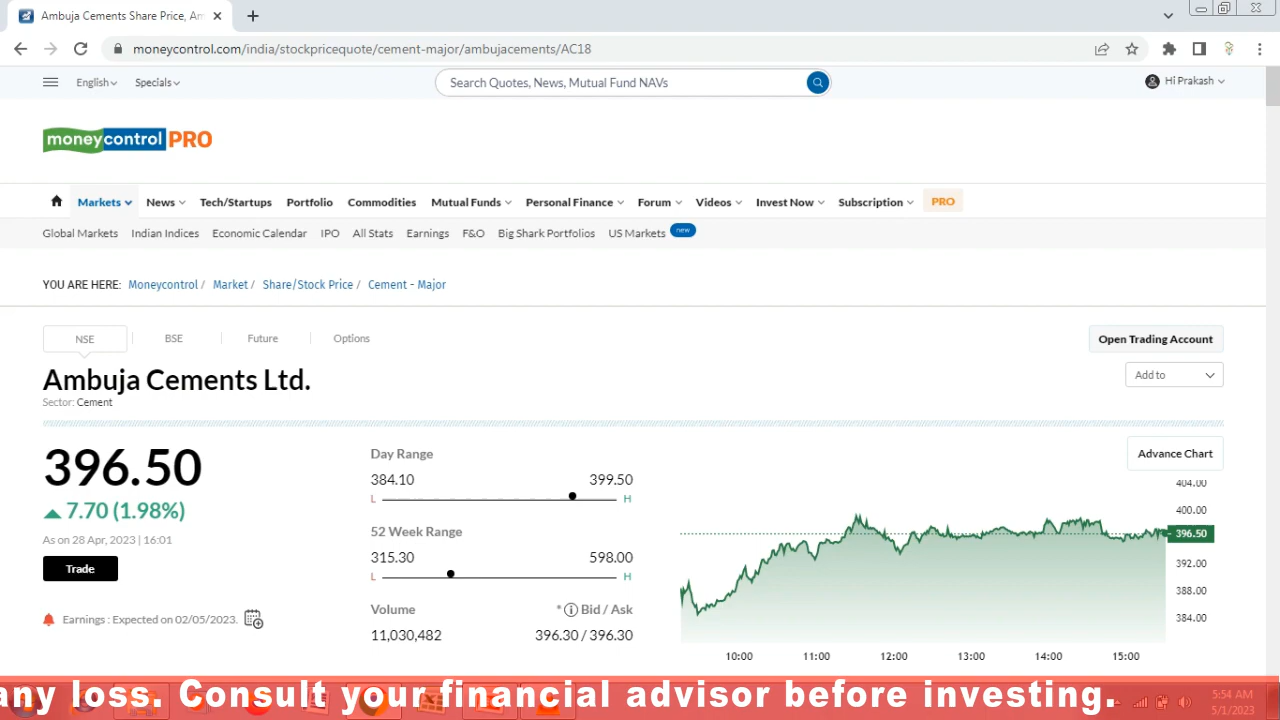 Ambuja Cements Share Price, Am
moneycontrol.com/india/stockpricequote/cement-major/ambujacements/AC18
English
Specials
Search Quotes, News, Mutual Fund NAVs
Hi Prakash
moneycontrol PRO
Markets News Tech/Startups Portfolio Commodities Mutual Funds Personal Finance Forum Videos Invest Now Subscription PRO
Global Markets Indian Indices Economic Calendar IPO All Stats Earnings F&O Big Shark Portfolios US Markets new
YOU ARE HERE: Moneycontrol / Market / Share/Stock Price / Cement - Major
NSE BSE Future Options
Open Trading Account
Ambuja Cements Ltd.
Add to
Sector: Cement
396.50
7.70 (1.98%)
As on 28 Apr, 2023 | 16:01
Trade
Earnings : Expected on 02/05/2023.
Day Range
384.10 399.50
L H
52 Week Range
315.30 598.00
L H
Volume * i Bid / Ask
11,030,482 396.30 / 396.30
Advance Chart
404.00
400.00
396.50
392.00
388.00
384.00
10:00 11:00 12:00 13:00 14:00 15:00
any loss. Consult your financial advisor before investing.
5:54 AM
5/1/2023